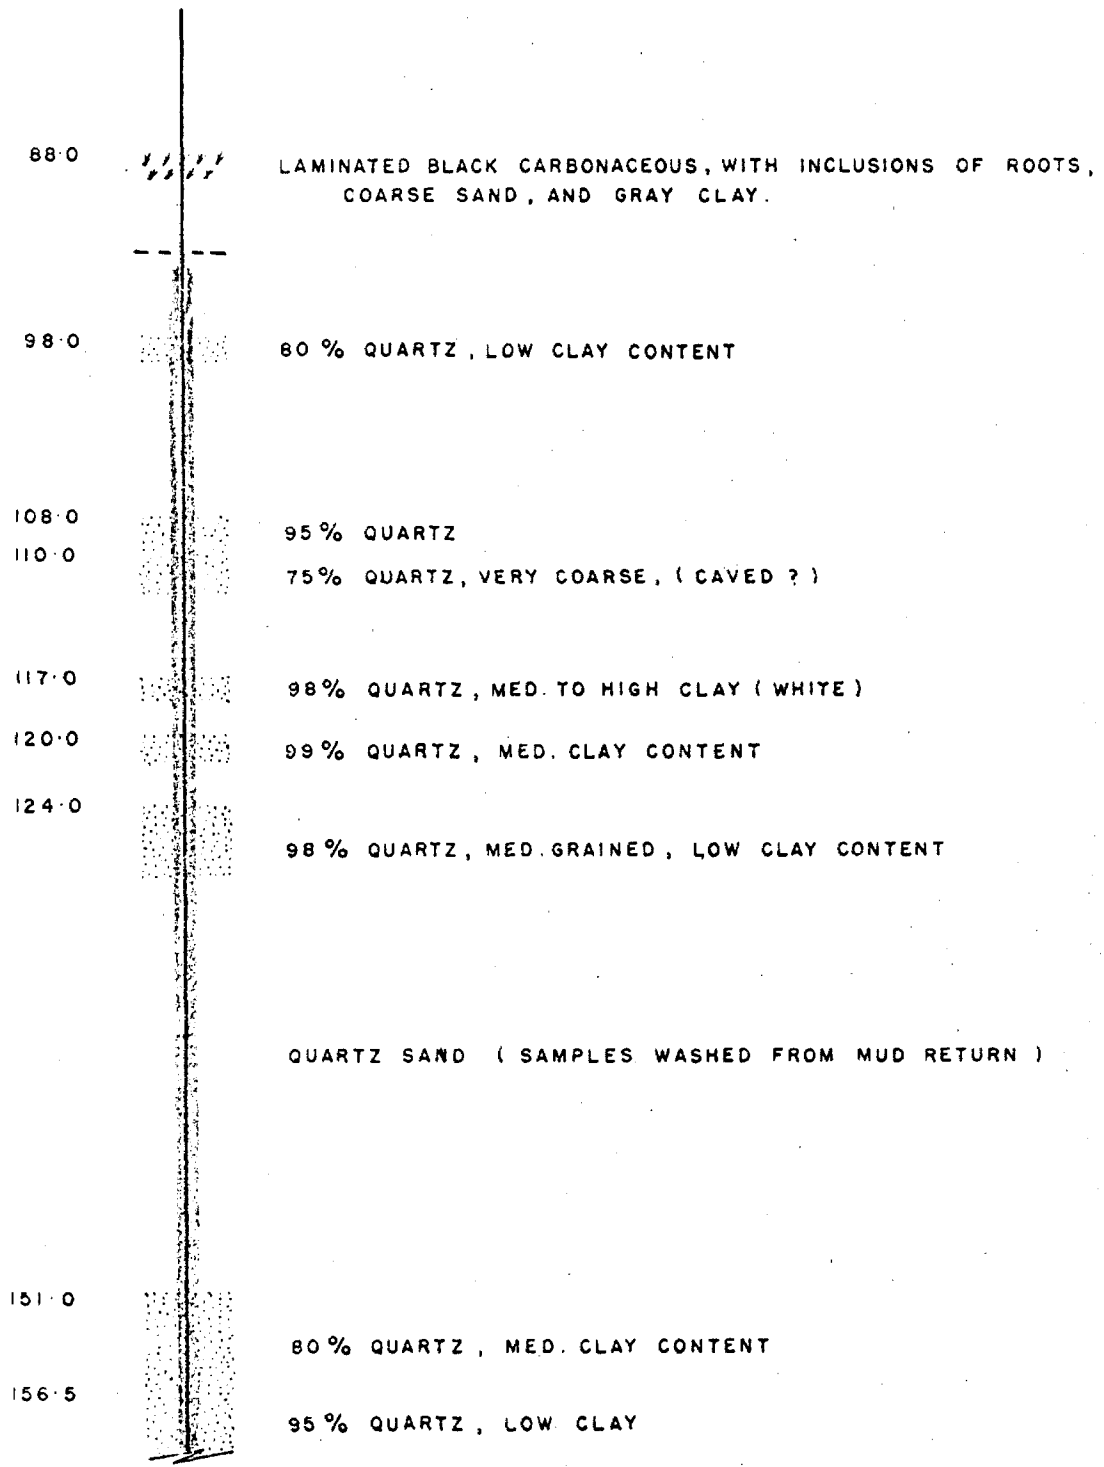 88.0 LAMINATED BLACK CARBONACEOUS, WITH INCLUSIONS OF ROOTS,
COARSE SAND, AND GRAY CLAY.
98.0 80% QUARTZ, LOW CLAY CONTENT
108.0 95% QUARTZ
110.0 75% QUARTZ, VERY COARSE, (CAVED ?)
117.0 98% QUARTZ, MED. TO HIGH CLAY (WHITE)
120.0 99% QUARTZ, MED. CLAY CONTENT
124.0
98% QUARTZ, MED. GRAINED, LOW CLAY CONTENT
QUARTZ SAND (SAMPLES WASHED FROM MUD RETURN)
151.0
80% QUARTZ, MED. CLAY CONTENT
156.5
95% QUARTZ, LOW CLAY